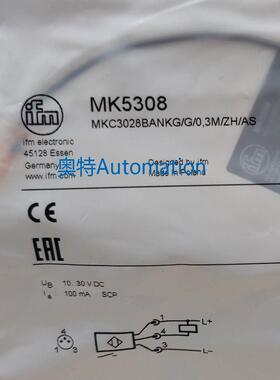 ifm
MK5308
MKC3028BANKG/G/0,3M/ZH/AS
ifm electronic
45128 Essen
Germany
www.ifm.com
Designed by ifm
Made in Poland
奥特Automation
CE
EAC
UB 10...30 V DC
Ie 100 mA SCP
4
1 3
1
L+
4
3
L–